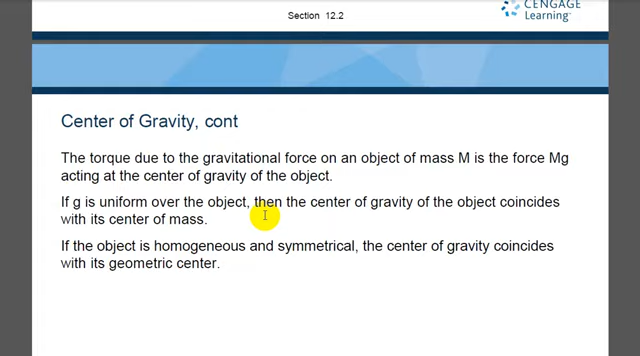 Section 12.2
CENGAGE
Learning™
Center of Gravity, cont
The torque due to the gravitational force on an object of mass M is the force Mg
acting at the center of gravity of the object.
If g is uniform over the object, then the center of gravity of the object coincides
with its center of mass.
If the object is homogeneous and symmetrical, the center of gravity coincides
with its geometric center.